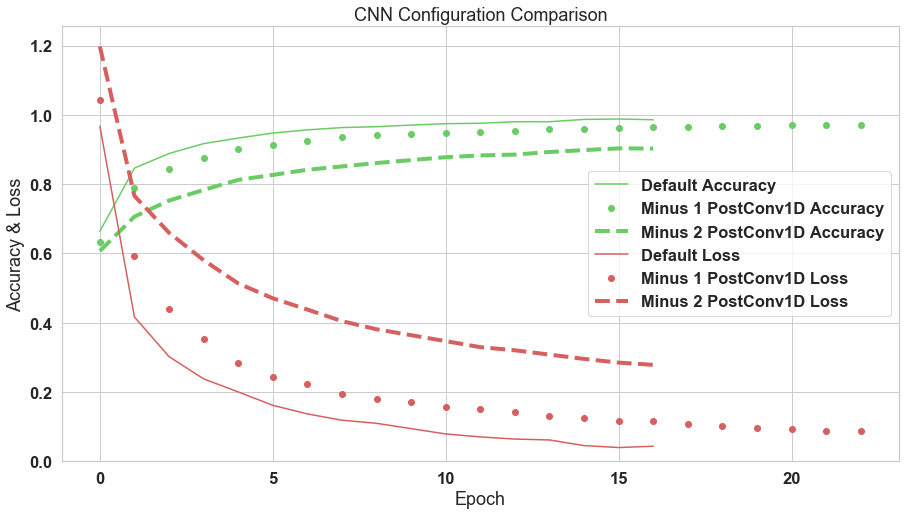 CNN Configuration Comparison
1.2
1.0
0.8
0.6
0.4
0.2
0.0
Accuracy & Loss
Default Accuracy
Minus 1 PostConv1D Accuracy
Minus 2 PostConv1D Accuracy
Default Loss
Minus 1 PostConv1D Loss
Minus 2 PostConv1D Loss
0 5 10 15 20
Epoch